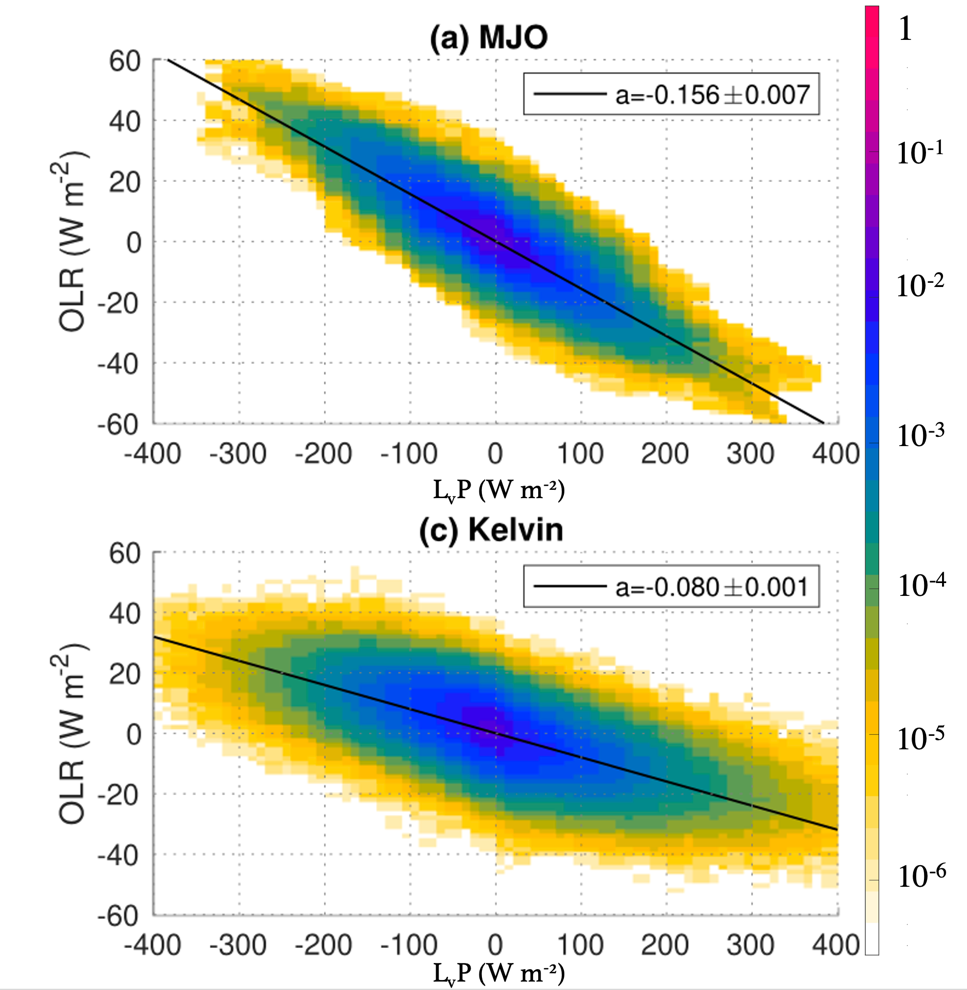 (a) MJO
60
40
20
0
-20
-40
-60
OLR (W m-2)
a=-0.156±0.007
-400 -300 -200 -100 0 100 200 300 400
LvP (W m-2)
(c) Kelvin
60
40
20
0
-20
-40
-60
OLR (W m-2)
a=-0.080±0.001
-400 -300 -200 -100 0 100 200 300 400
LvP (W m-2)
1
10-1
10-2
10-3
10-4
10-5
10-6